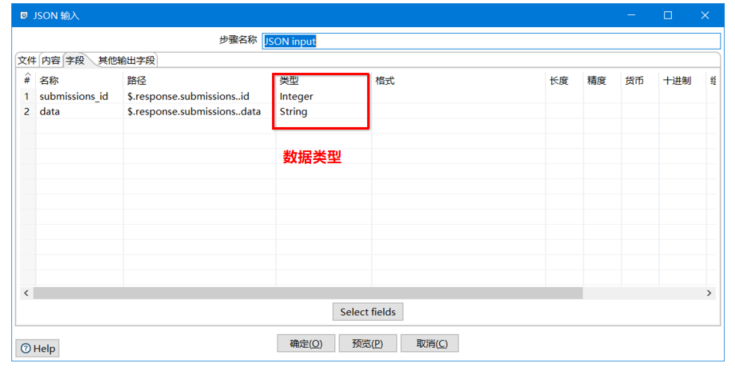 JSON 输入
步骤名称 JSON input
文件 内容 字段 其他输出字段
# 名称 路径 类型 格式 长度 精度 货币 十进制
1 submissions_id $.response.submissions..id Integer
2 data $.response.submissions..data String
数据类型
Select fields
Help 确定(O) 预览(P) 取消(C)